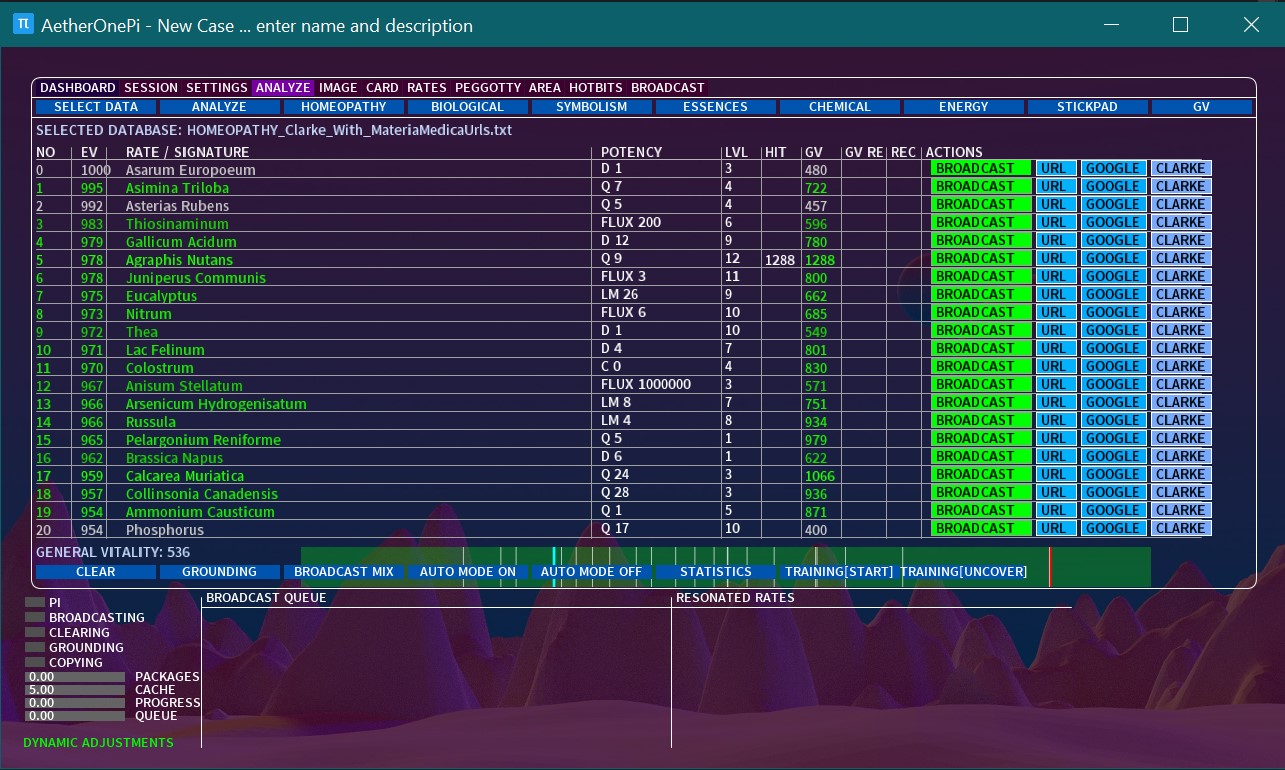 π AetherOnePi - New Case ... enter name and description
DASHBOARD SESSION SETTINGS ANALYZE IMAGE CARD RATES PEGGOTTY AREA HOTBITS BROADCAST
SELECT DATA ANALYZE HOMEOPATHY BIOLOGICAL SYMBOLISM ESSENCES CHEMICAL ENERGY STICKPAD GV
SELECTED DATABASE: HOMEOPATHY_Clarke_With_MateriaMedicaUrls.txt
NO EV RATE / SIGNATURE POTENCY LVL HIT GV GV RE REC ACTIONS
0 1000 Asarum Europoeum D 1 3 480 BROADCAST URL GOOGLE CLARKE
1 995 Asimina Triloba Q 7 4 722 BROADCAST URL GOOGLE CLARKE
2 992 Asterias Rubens Q 5 4 457 BROADCAST URL GOOGLE CLARKE
3 983 Thiosinaminum FLUX 200 6 596 BROADCAST URL GOOGLE CLARKE
4 979 Gallicum Acidum D 12 9 780 BROADCAST URL GOOGLE CLARKE
5 978 Agraphis Nutans Q 9 12 1288 1288 BROADCAST URL GOOGLE CLARKE
6 978 Juniperus Communis FLUX 3 11 800 BROADCAST URL GOOGLE CLARKE
7 975 Eucalyptus LM 26 9 662 BROADCAST URL GOOGLE CLARKE
8 973 Nitrum FLUX 6 10 685 BROADCAST URL GOOGLE CLARKE
9 972 Thea D 1 10 549 BROADCAST URL GOOGLE CLARKE
10 971 Lac Felinum D 4 7 801 BROADCAST URL GOOGLE CLARKE
11 970 Colostrum C 0 4 830 BROADCAST URL GOOGLE CLARKE
12 967 Anisum Stellatum FLUX 1000000 3 571 BROADCAST URL GOOGLE CLARKE
13 966 Arsenicum Hydrogenisatum LM 8 7 751 BROADCAST URL GOOGLE CLARKE
14 966 Russula LM 4 8 934 BROADCAST URL GOOGLE CLARKE
15 965 Pelargonium Reniforme Q 5 1 979 BROADCAST URL GOOGLE CLARKE
16 962 Brassica Napus D 6 1 622 BROADCAST URL GOOGLE CLARKE
17 959 Calcarea Muriatica Q 24 3 1066 BROADCAST URL GOOGLE CLARKE
18 957 Collinsonia Canadensis Q 28 3 936 BROADCAST URL GOOGLE CLARKE
19 954 Ammonium Causticum Q 1 5 871 BROADCAST URL GOOGLE CLARKE
20 954 Phosphorus Q 17 10 400 BROADCAST URL GOOGLE CLARKE
GENERAL VITALITY: 536
CLEAR GROUNDING BROADCAST MIX AUTO MODE ON AUTO MODE OFF STATISTICS TRAINING[START] TRAINING[UNCOVER]
BROADCAST QUEUE RESONATED RATES
PI
BROADCASTING
CLEARING
GROUNDING
COPYING
0.00 PACKAGES
5.00 CACHE
0.00 PROGRESS
0.00 QUEUE
DYNAMIC ADJUSTMENTS